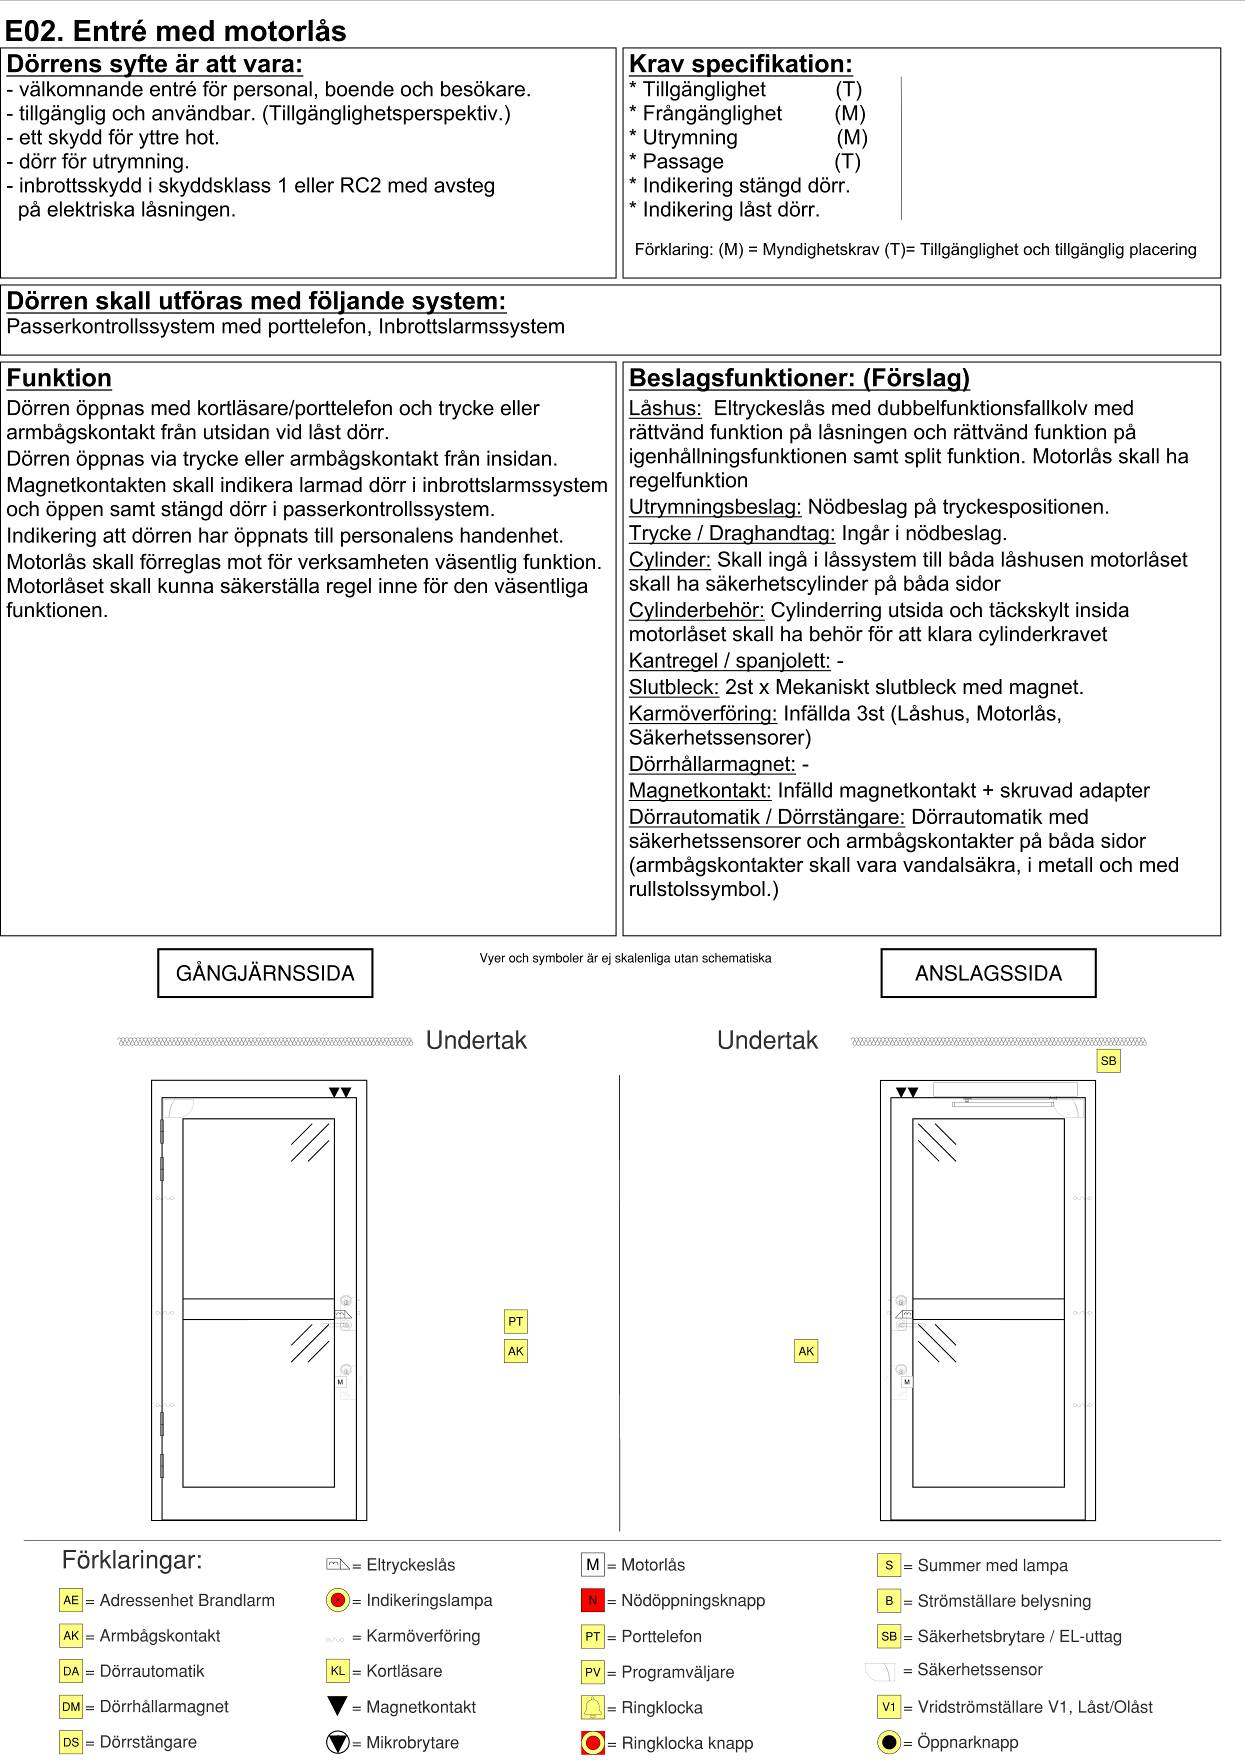 E02. Entré med motorlås
Dörrens syfte är att vara:
- välkomnande entré för personal, boende och besökare.
- tillgänglig och användbar. (Tillgänglighetsperspektiv.)
- ett skydd för yttre hot.
- dörr för utrymning.
- inbrottsskydd i skyddsklass 1 eller RC2 med avsteg
på elektriska låsningen.
Krav specifikation:
* Tillgänglighet (T)
* Frångänglighet (M)
* Utrymning (M)
* Passage (T)
* Indikering stängd dörr.
* Indikering låst dörr.
Förklaring: (M) = Myndighetskrav (T)= Tillgänglighet och tillgänglig placering
Dörren skall utföras med följande system:
Passerkontrollssystem med porttelefon, Inbrottslarmssystem
Funktion
Dörren öppnas med kortläsare/porttelefon och trycke eller
armbågskontakt från utsidan vid låst dörr.
Dörren öppnas via trycke eller armbågskontakt från insidan.
Magnetkontakten skall indikera larmad dörr i inbrottslarmssystem
och öppen samt stängd dörr i passerkontrollssystem.
Indikering att dörren har öppnats till personalens handenhet.
Motorlås skall förreglas mot för verksamheten väsentlig funktion.
Motorlåset skall kunna säkerställa regel inne för den väsentliga
funktionen.
Beslagsfunktioner: (Förslag)
Låshus: Eltryckeslås med dubbelfunktionsfallkolv med
rättvänd funktion på låsningen och rättvänd funktion på
igenhållningsfunktionen samt split funktion. Motorlås skall ha
regelfunktion
Utrymningsbeslag: Nödbeslag på tryckespositionen.
Trycke / Draghandtag: Ingår i nödbeslag.
Cylinder: Skall ingå i låssystem till båda låshusen motorlåset
skall ha säkerhetscylinder på båda sidor
Cylinderbehör: Cylinderring utsida och täckskylt insida
motorlåset skall ha behör för att klara cylinderkravet
Kantregel / spanjolett: -
Slutbleck: 2st x Mekaniskt slutbleck med magnet.
Karmöverföring: Infällda 3st (Låshus, Motorlås,
Säkerhetssensorer)
Dörrhållarmagnet: -
Magnetkontakt: Infälld magnetkontakt + skruvad adapter
Dörrautomatik / Dörrstängare: Dörrautomatik med
säkerhetssensorer och armbågskontakter på båda sidor
(armbågskontakter skall vara vandalsäkra, i metall och med
rullstolssymbol.)
GÅNGJÄRNSSIDA
Vyer och symboler är ej skalenliga utan schematiska
ANSLAGSSIDA
Undertak
Undertak
SB
PT
AK
AK
M
M
Förklaringar:
AE = Adressenhet Brandlarm
AK = Armbågskontakt
DA = Dörrautomatik
DM = Dörrhållarmagnet
DS = Dörrstängare
= Eltryckeslås
= Indikeringslampa
= Karmöverföring
KL = Kortläsare
= Magnetkontakt
= Mikrobrytare
M = Motorlås
N = Nödöppningsknapp
PT = Porttelefon
PV = Programväljare
= Ringklocka
= Ringklocka knapp
S = Summer med lampa
B = Strömställare belysning
SB = Säkerhetsbrytare / EL-uttag
= Säkerhetssensor
V1 = Vridströmställare V1, Låst/Olåst
= Öppnarknapp